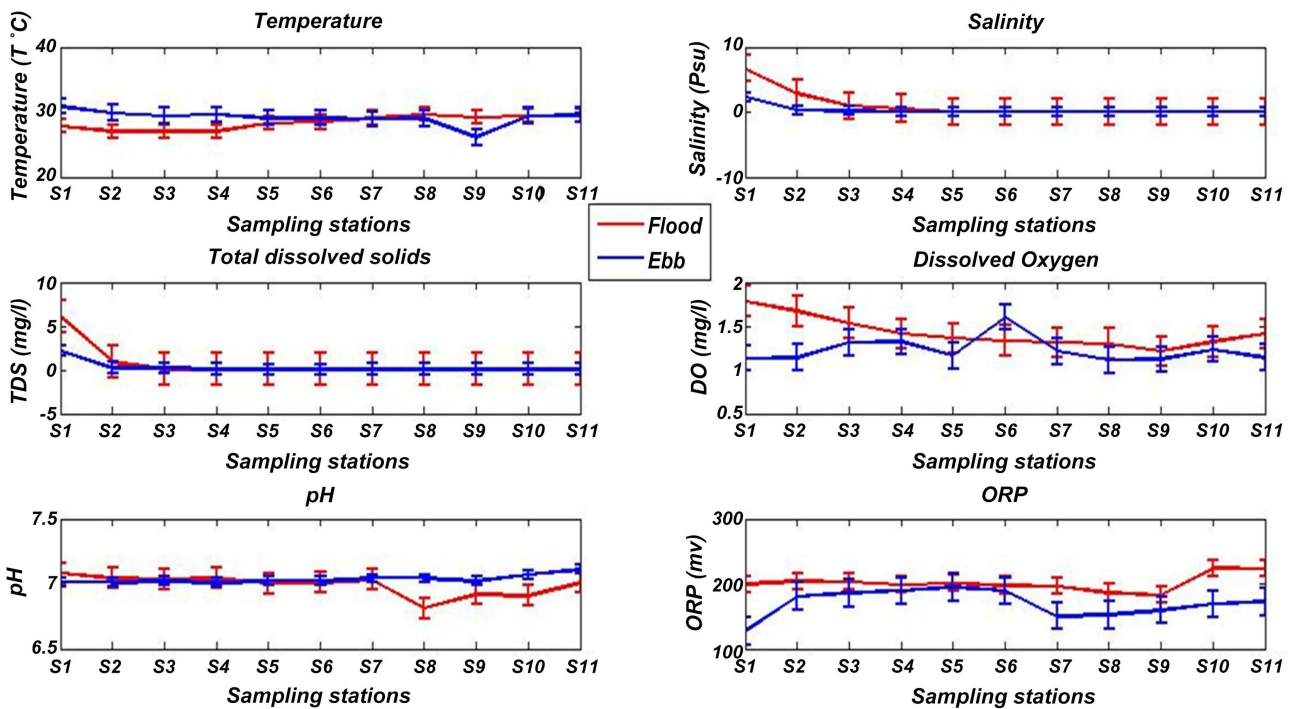 Temperature
Temperature (T °C)
40
30
20
S1 S2 S3 S4 S5 S6 S7 S8 S9 S10 S11
Sampling stations
Salinity
Salinity (Psu)
10
0
-10
S1 S2 S3 S4 S5 S6 S7 S8 S9 S10 S11
Sampling stations
Flood
Ebb
Total dissolved solids
TDS (mg/l)
10
5
0
-5
S1 S2 S3 S4 S5 S6 S7 S8 S9 S10 S11
Sampling stations
Dissolved Oxygen
DO (mg/l)
2
1.5
1
0.5
S1 S2 S3 S4 S5 S6 S7 S8 S9 S10 S11
Sampling stations
pH
pH
7.5
7
6.5
S1 S2 S3 S4 S5 S6 S7 S8 S9 S10 S11
Sampling stations
ORP
ORP (mv)
300
200
100
S1 S2 S3 S4 S5 S6 S7 S8 S9 S10 S11
Sampling stations